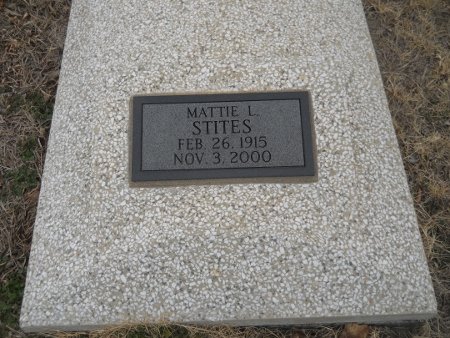 MATTIE L.
STITES
FEB. 26, 1915
NOV. 3, 2000